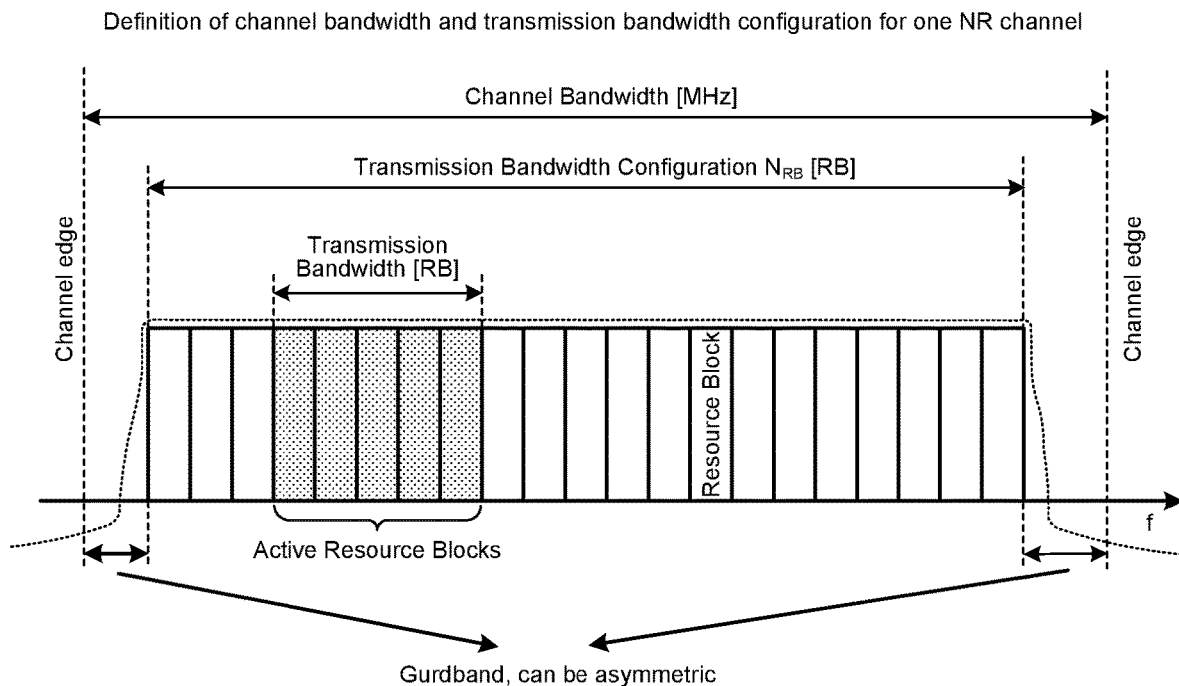 Definition of channel bandwidth and transmission bandwidth configuration for one NR channel
Channel Bandwidth [MHz]
Transmission Bandwidth Configuration N_RB [RB]
Channel edge
Transmission
Bandwidth [RB]
Channel edge
Resource Block
f
Active Resource Blocks
Gurdband, can be asymmetric